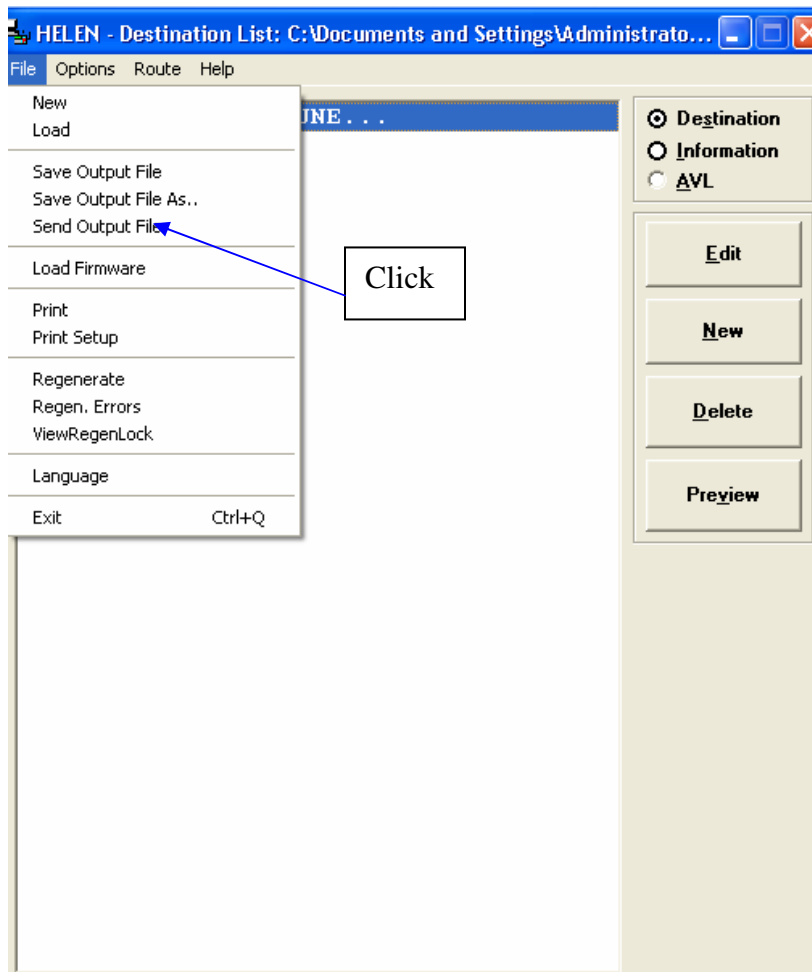 HELEN - Destination List: C:\Documents and Settings\Administrato...
File Options Route Help
New
Load
Save Output File
Save Output File As..
Send Output File
Load Firmware
Print
Print Setup
Regenerate
Regen. Errors
ViewRegenLock
Language
Exit Ctrl+Q
UNE...
Click
Destination
Information
AVL
Edit
New
Delete
Preview